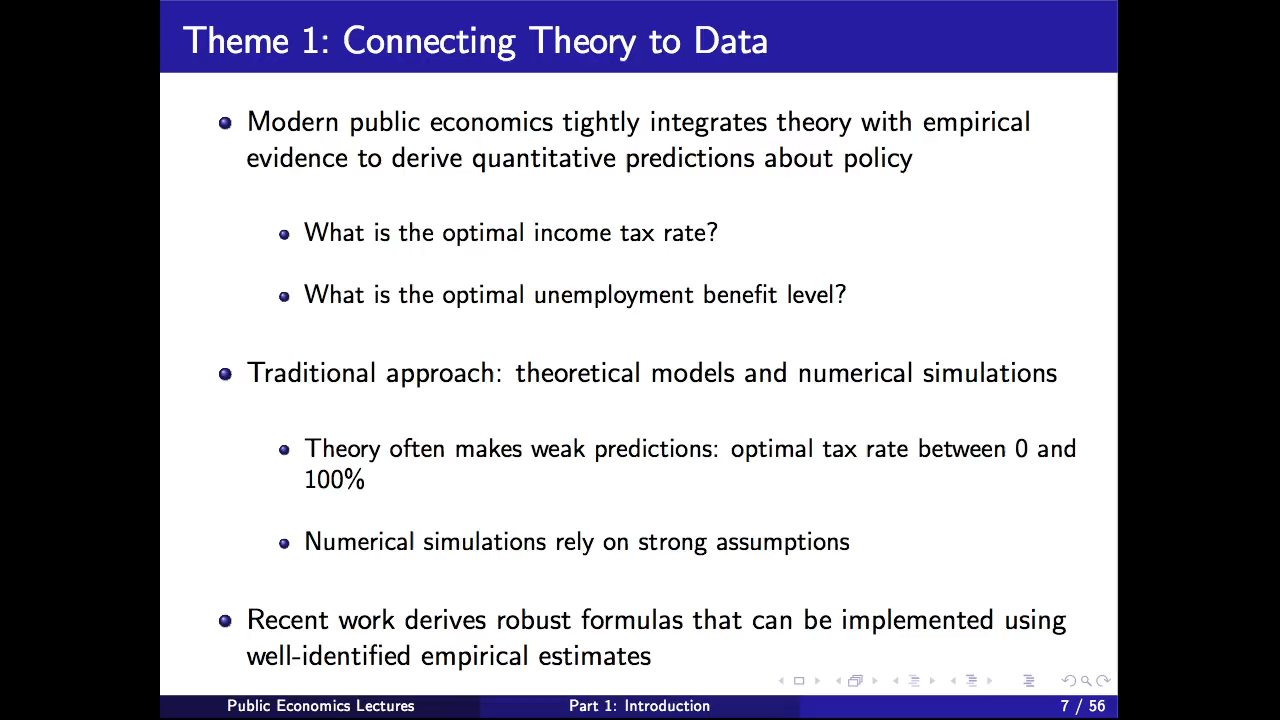 Theme 1: Connecting Theory to Data
Modern public economics tightly integrates theory with empirical
evidence to derive quantitative predictions about policy
What is the optimal income tax rate?
What is the optimal unemployment benefit level?
Traditional approach: theoretical models and numerical simulations
Theory often makes weak predictions: optimal tax rate between 0 and
100%
Numerical simulations rely on strong assumptions
Recent work derives robust formulas that can be implemented using
well-identified empirical estimates
Public Economics Lectures
Part 1: Introduction
7 / 56